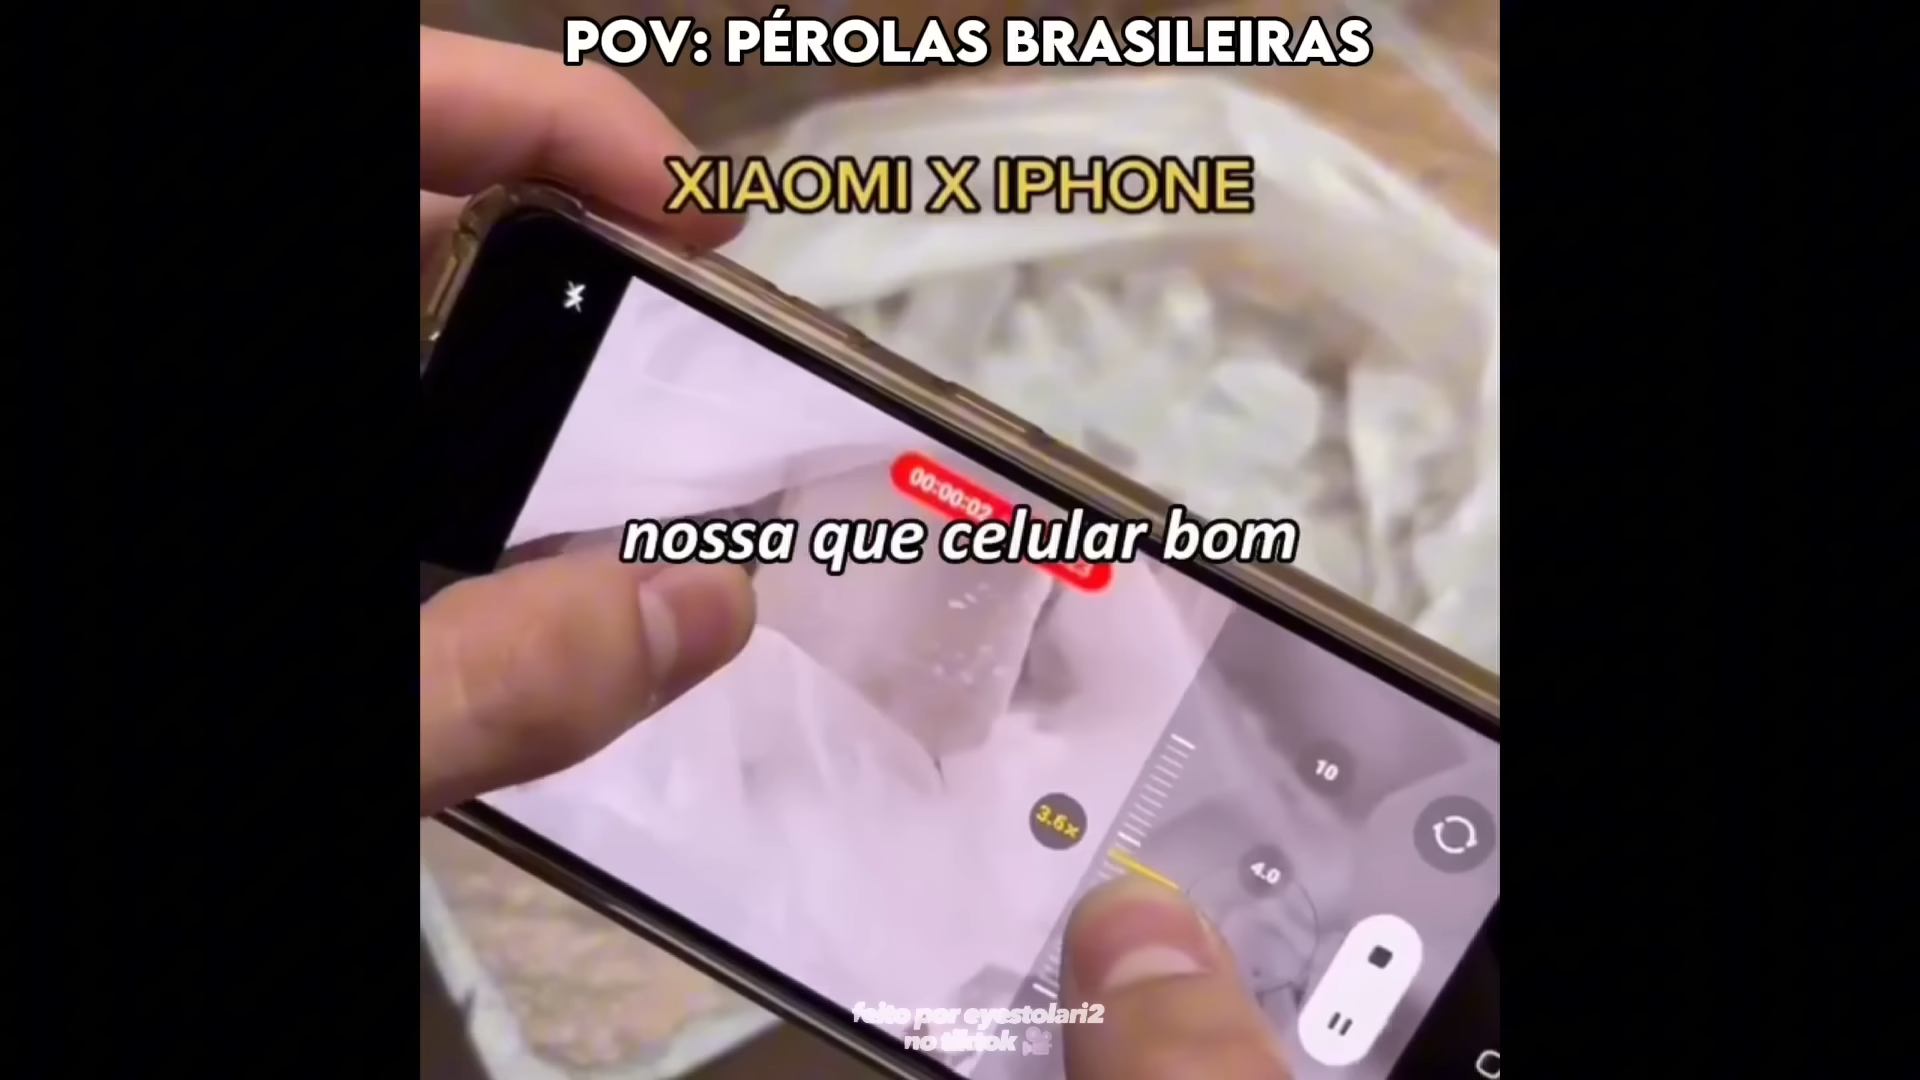 POV: PÉROLAS BRASILEIRAS
XIAOMI X IPHONE
00:00:02
nossa que celular bom
10
3.6x
4.0
feito por eyestolari2
no tiktok